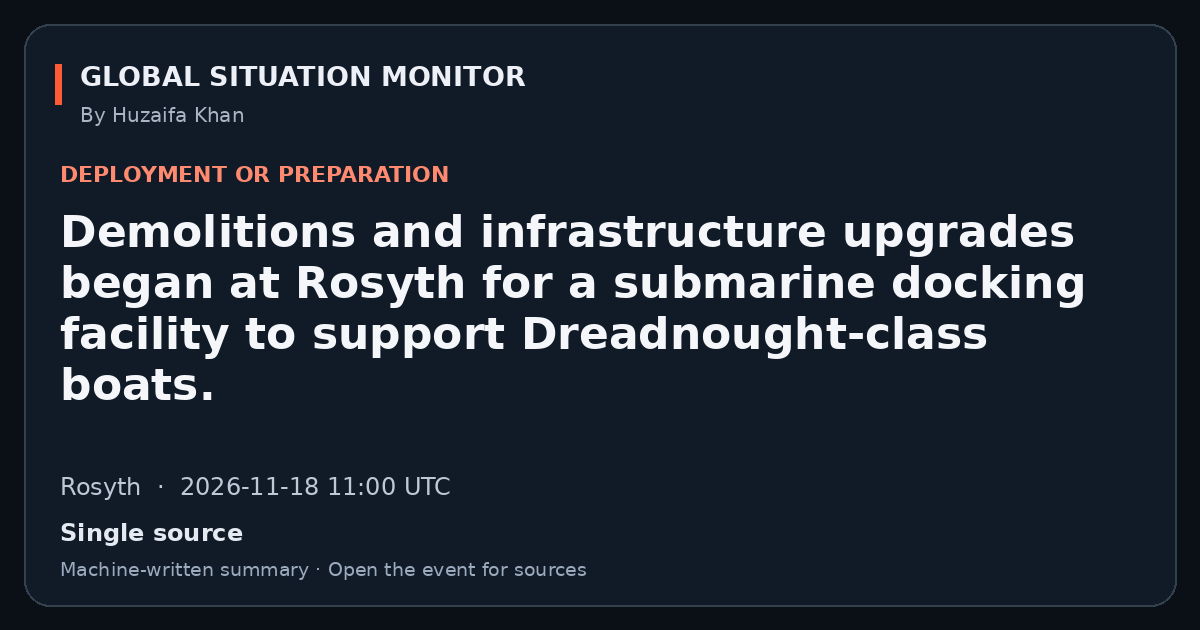 GLOBAL SITUATION MONITOR
By Huzaifa Khan
DEPLOYMENT OR PREPARATION
Demolitions and infrastructure upgrades
began at Rosyth for a submarine docking
facility to support Dreadnought-class
boats.
Rosyth · 2026-11-18 11:00 UTC
Single source
Machine-written summary · Open the event for sources